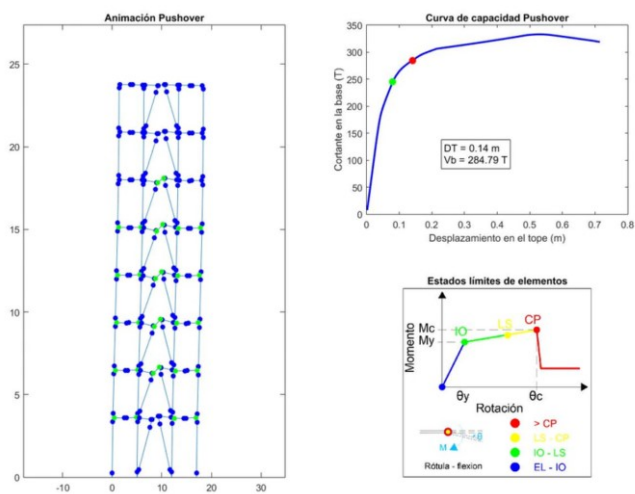 Animación Pushover
25
20
15
10
5
0
-10
0
10
20
30
Curva de capacidad Pushover
Cortante en la base (T)
350
300
250
200
150
100
50
0
DT = 0.14 m
Vb = 284.79 T
0
0.1
0.2
0.3
0.4
0.5
0.6
0.7
0.8
Desplazamiento en el tope (m)
Estados límites de elementos
Momento
Mc
My
IO
LS
CP
θy
θc
Rotación
θ
M
Rótula - flexion
> CP
LS - CP
IO - LS
EL - IO